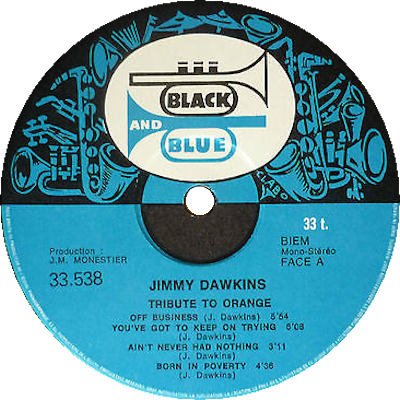 BLACK
AND
BLUE
33 t.
BIEM
Mono-Stéréo
FACE A
Production :
J.M. MONESTIER
33.538
JIMMY DAWKINS
TRIBUTE TO ORANGE
OFF BUSINESS (J. Dawkins) 5'54
YOU'VE GOT TO KEEP ON TRYING 6'08
(J. Dawkins)
AIN'T NEVER HAD NOTHING 3'11
(J. Dawkins)
BORN IN POVERTY 4'36
(J. Dawkins)